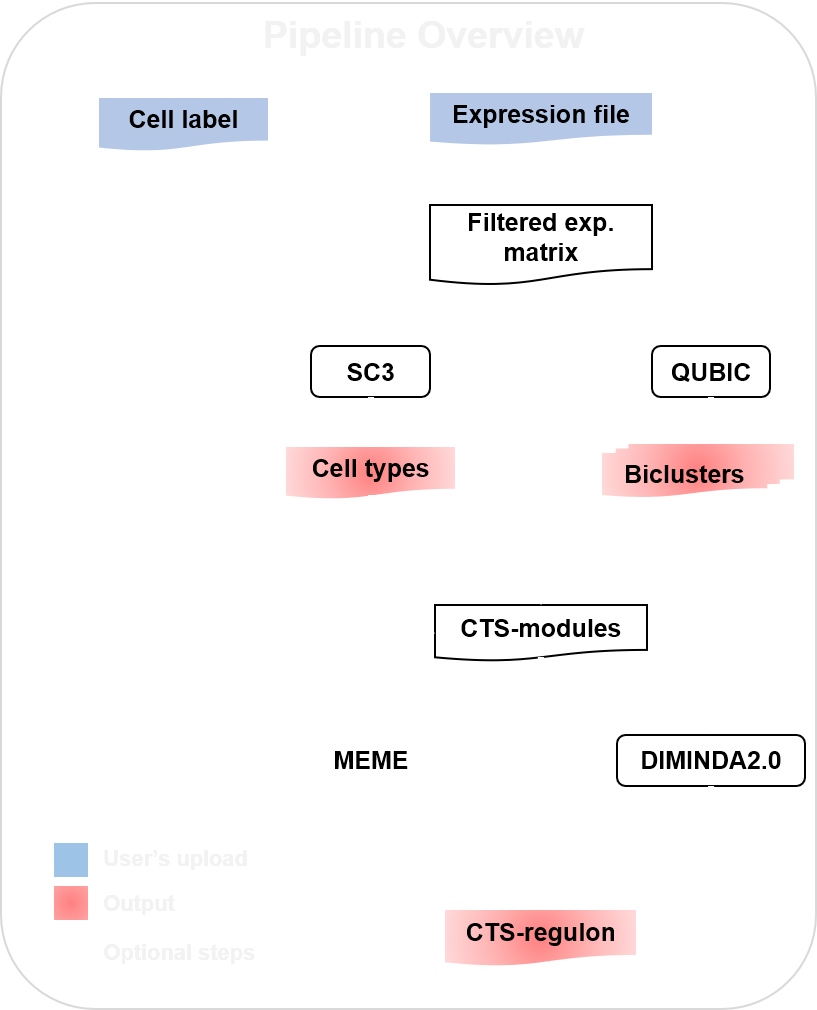 Pipeline Overview
Cell label
Expression file
Filtered exp.
matrix
SC3
QUBIC
Cell types
Biclusters
CTS-modules
MEME
DIMINDA2.0
User's upload
Output
Optional steps
CTS-regulon